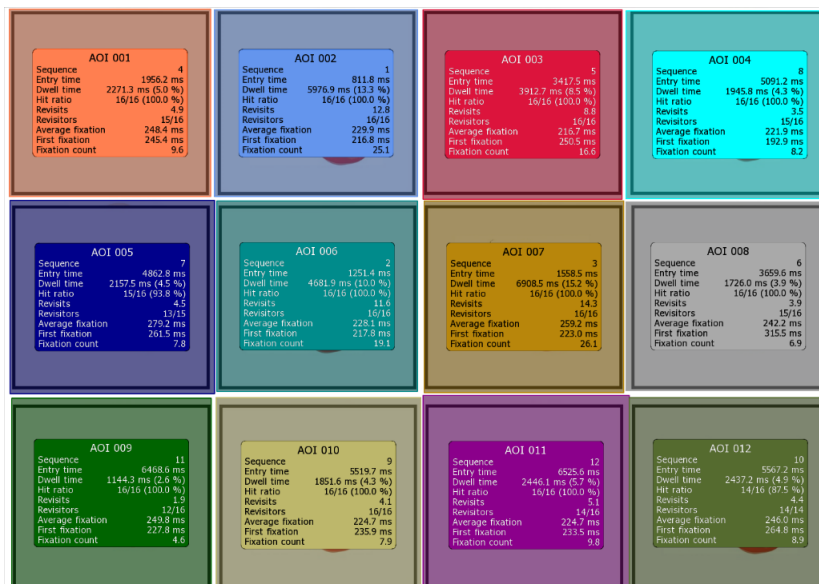 AOI 001
Sequence 4
Entry time 1956.2 ms
Dwell time 2271.3 ms (5.0 %)
Hit ratio 16/16 (100.0 %)
Revisits 4.9
Revisitors 15/16
Average fixation 248.4 ms
First fixation 245.4 ms
Fixation count 9.6
AOI 002
Sequence 1
Entry time 811.8 ms
Dwell time 5976.9 ms (13.3 %)
Hit ratio 16/16 (100.0 %)
Revisits 12.8
Revisitors 16/16
Average fixation 229.9 ms
First fixation 216.8 ms
Fixation count 25.1
AOI 003
Sequence 5
Entry time 3417.5 ms
Dwell time 3912.7 ms (8.5 %)
Hit ratio 16/16 (100.0 %)
Revisits 8.8
Revisitors 16/16
Average fixation 216.7 ms
First fixation 250.5 ms
Fixation count 16.6
AOI 004
Sequence 8
Entry time 5091.2 ms
Dwell time 1945.8 ms (4.3 %)
Hit ratio 16/16 (100.0 %)
Revisits 3.5
Revisitors 15/16
Average fixation 221.9 ms
First fixation 192.9 ms
Fixation count 8.2
AOI 005
Sequence 7
Entry time 4862.8 ms
Dwell time 2157.5 ms (4.5 %)
Hit ratio 15/16 (93.8 %)
Revisits 4.5
Revisitors 13/15
Average fixation 279.2 ms
First fixation 261.5 ms
Fixation count 7.8
AOI 006
Sequence 2
Entry time 1251.4 ms
Dwell time 4681.9 ms (10.0 %)
Hit ratio 16/16 (100.0 %)
Revisits 11.6
Revisitors 16/16
Average fixation 228.1 ms
First fixation 217.8 ms
Fixation count 19.1
AOI 007
Sequence 3
Entry time 1558.5 ms
Dwell time 6908.5 ms (15.2 %)
Hit ratio 16/16 (100.0 %)
Revisits 14.3
Revisitors 16/16
Average fixation 259.2 ms
First fixation 223.0 ms
Fixation count 26.1
AOI 008
Sequence 6
Entry time 3659.6 ms
Dwell time 1726.0 ms (3.9 %)
Hit ratio 16/16 (100.0 %)
Revisits 3.9
Revisitors 15/16
Average fixation 242.2 ms
First fixation 315.5 ms
Fixation count 6.9
AOI 009
Sequence 11
Entry time 6468.6 ms
Dwell time 1144.3 ms (2.6 %)
Hit ratio 16/16 (100.0 %)
Revisits 1.9
Revisitors 12/16
Average fixation 249.8 ms
First fixation 227.8 ms
Fixation count 4.6
AOI 010
Sequence 9
Entry time 5519.7 ms
Dwell time 1851.6 ms (4.3 %)
Hit ratio 16/16 (100.0 %)
Revisits 4.1
Revisitors 16/16
Average fixation 224.7 ms
First fixation 235.9 ms
Fixation count 7.9
AOI 011
Sequence 12
Entry time 6525.6 ms
Dwell time 2446.1 ms (5.7 %)
Hit ratio 16/16 (100.0 %)
Revisits 5.1
Revisitors 14/16
Average fixation 224.7 ms
First fixation 233.5 ms
Fixation count 9.8
AOI 012
Sequence 10
Entry time 5567.2 ms
Dwell time 2437.2 ms (4.9 %)
Hit ratio 14/16 (87.5 %)
Revisits 4.4
Revisitors 14/14
Average fixation 246.0 ms
First fixation 264.8 ms
Fixation count 8.9